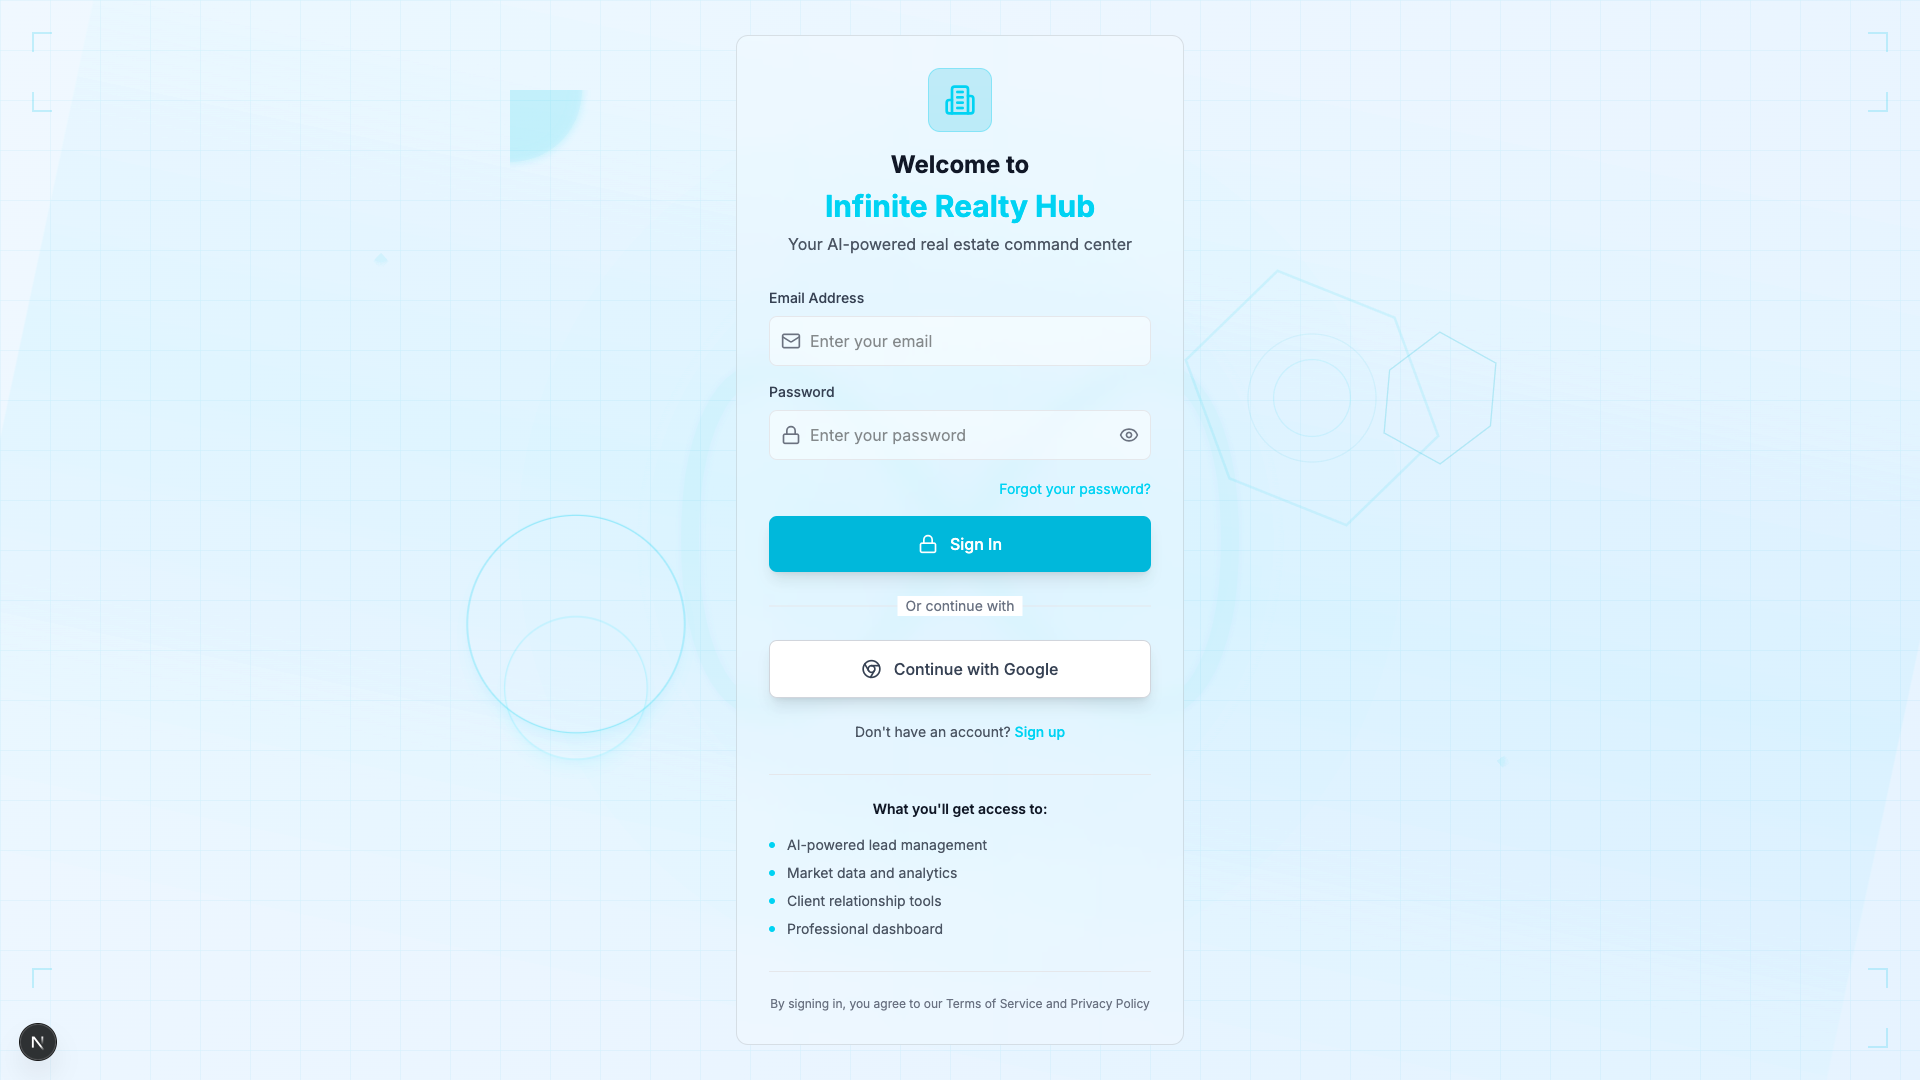 Welcome to
Infinite Realty Hub
Your AI-powered real estate command center
Email Address
Enter your email
Password
Enter your password
Forgot your password?
Sign In
Or continue with
Continue with Google
Don't have an account? Sign up
What you'll get access to:
AI-powered lead management
Market data and analytics
Client relationship tools
Professional dashboard
By signing in, you agree to our Terms of Service and Privacy Policy
N